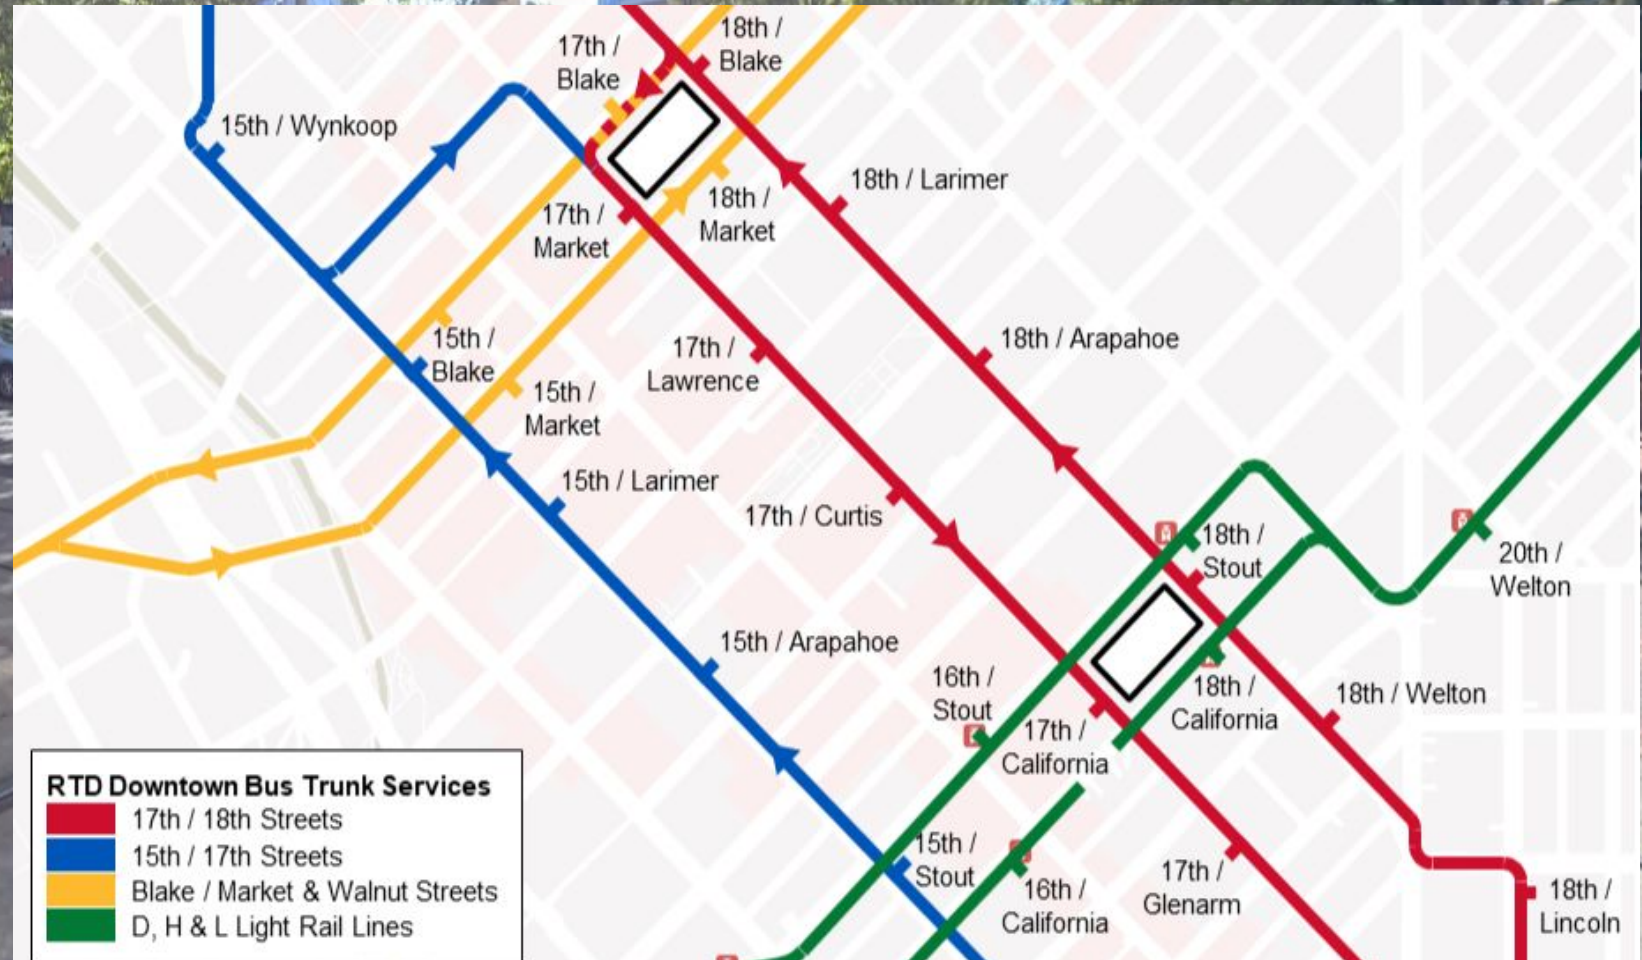 18th /
Blake
17th /
Blake
15th / Wynkoop
18th / Larimer
18th /
Market
17th /
Market
15th /
Blake
17th /
Lawrence
18th / Arapahoe
15th /
Market
15th / Larimer
17th / Curtis
18th /
Stout
20th /
Welton
15th / Arapahoe
16th /
Stout
18th /
California
18th / Welton
17th /
California
15th /
Stout
16th /
California
17th /
Glenarm
18th /
Lincoln
RTD Downtown Bus Trunk Services
17th / 18th Streets
15th / 17th Streets
Blake / Market & Walnut Streets
D, H & L Light Rail Lines